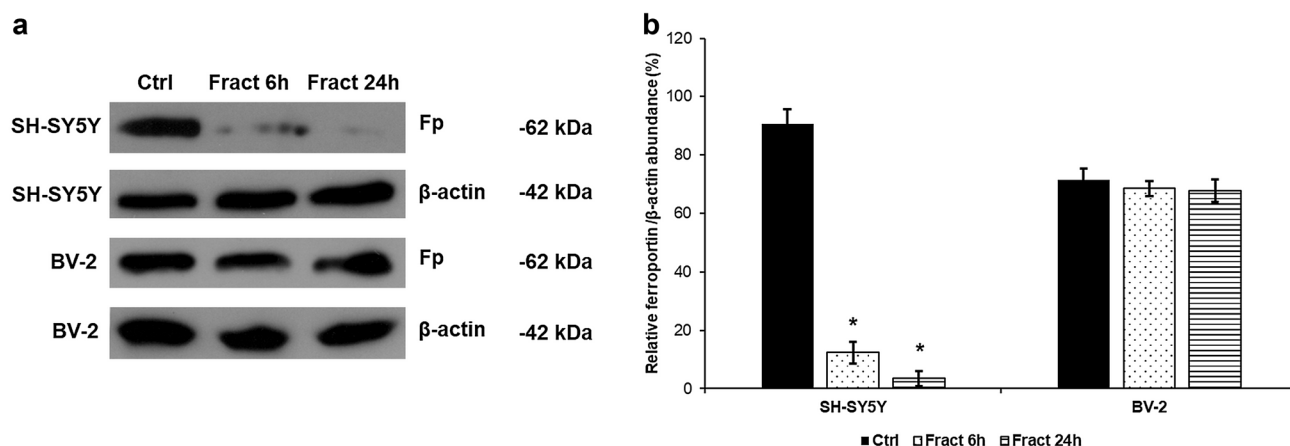 a
Ctrl Fract 6h Fract 24h
SH-SY5Y Fp -62 kDa
SH-SY5Y β-actin -42 kDa
BV-2 Fp -62 kDa
BV-2 β-actin -42 kDa
b
Relative ferroportin/β-actin abundance (%)
120
100
80
60
40
20
0
* *
SH-SY5Y BV-2
Ctrl Fract 6h Fract 24h